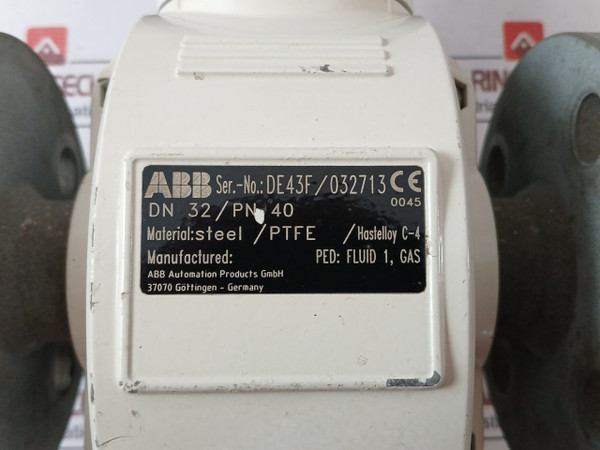 ABB Ser.-No.: DE43F/032713 CE
0045
DN 32/PN 40
Material: steel /PTFE /Hastelloy C-4
Manufactured: PED: FLUID 1, GAS
ABB Automation Products GmbH
37070 Göttingen - Germany